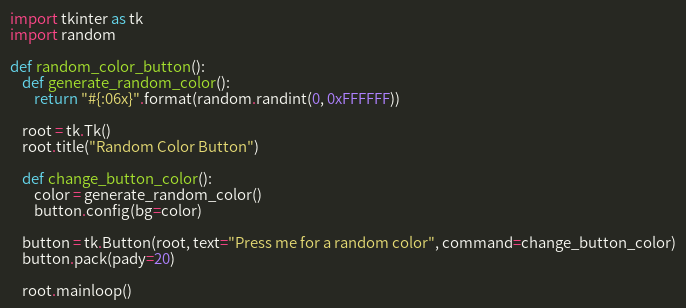 import tkinter as tk
import random

def random_color_button():
    def generate_random_color():
        return "#{:06x}".format(random.randint(0, 0xFFFFFF))

    root = tk.Tk()
    root.title("Random Color Button")

    def change_button_color():
        color = generate_random_color()
        button.config(bg=color)

    button = tk.Button(root, text="Press me for a random color", command=change_button_color)
    button.pack(pady=20)

    root.mainloop()